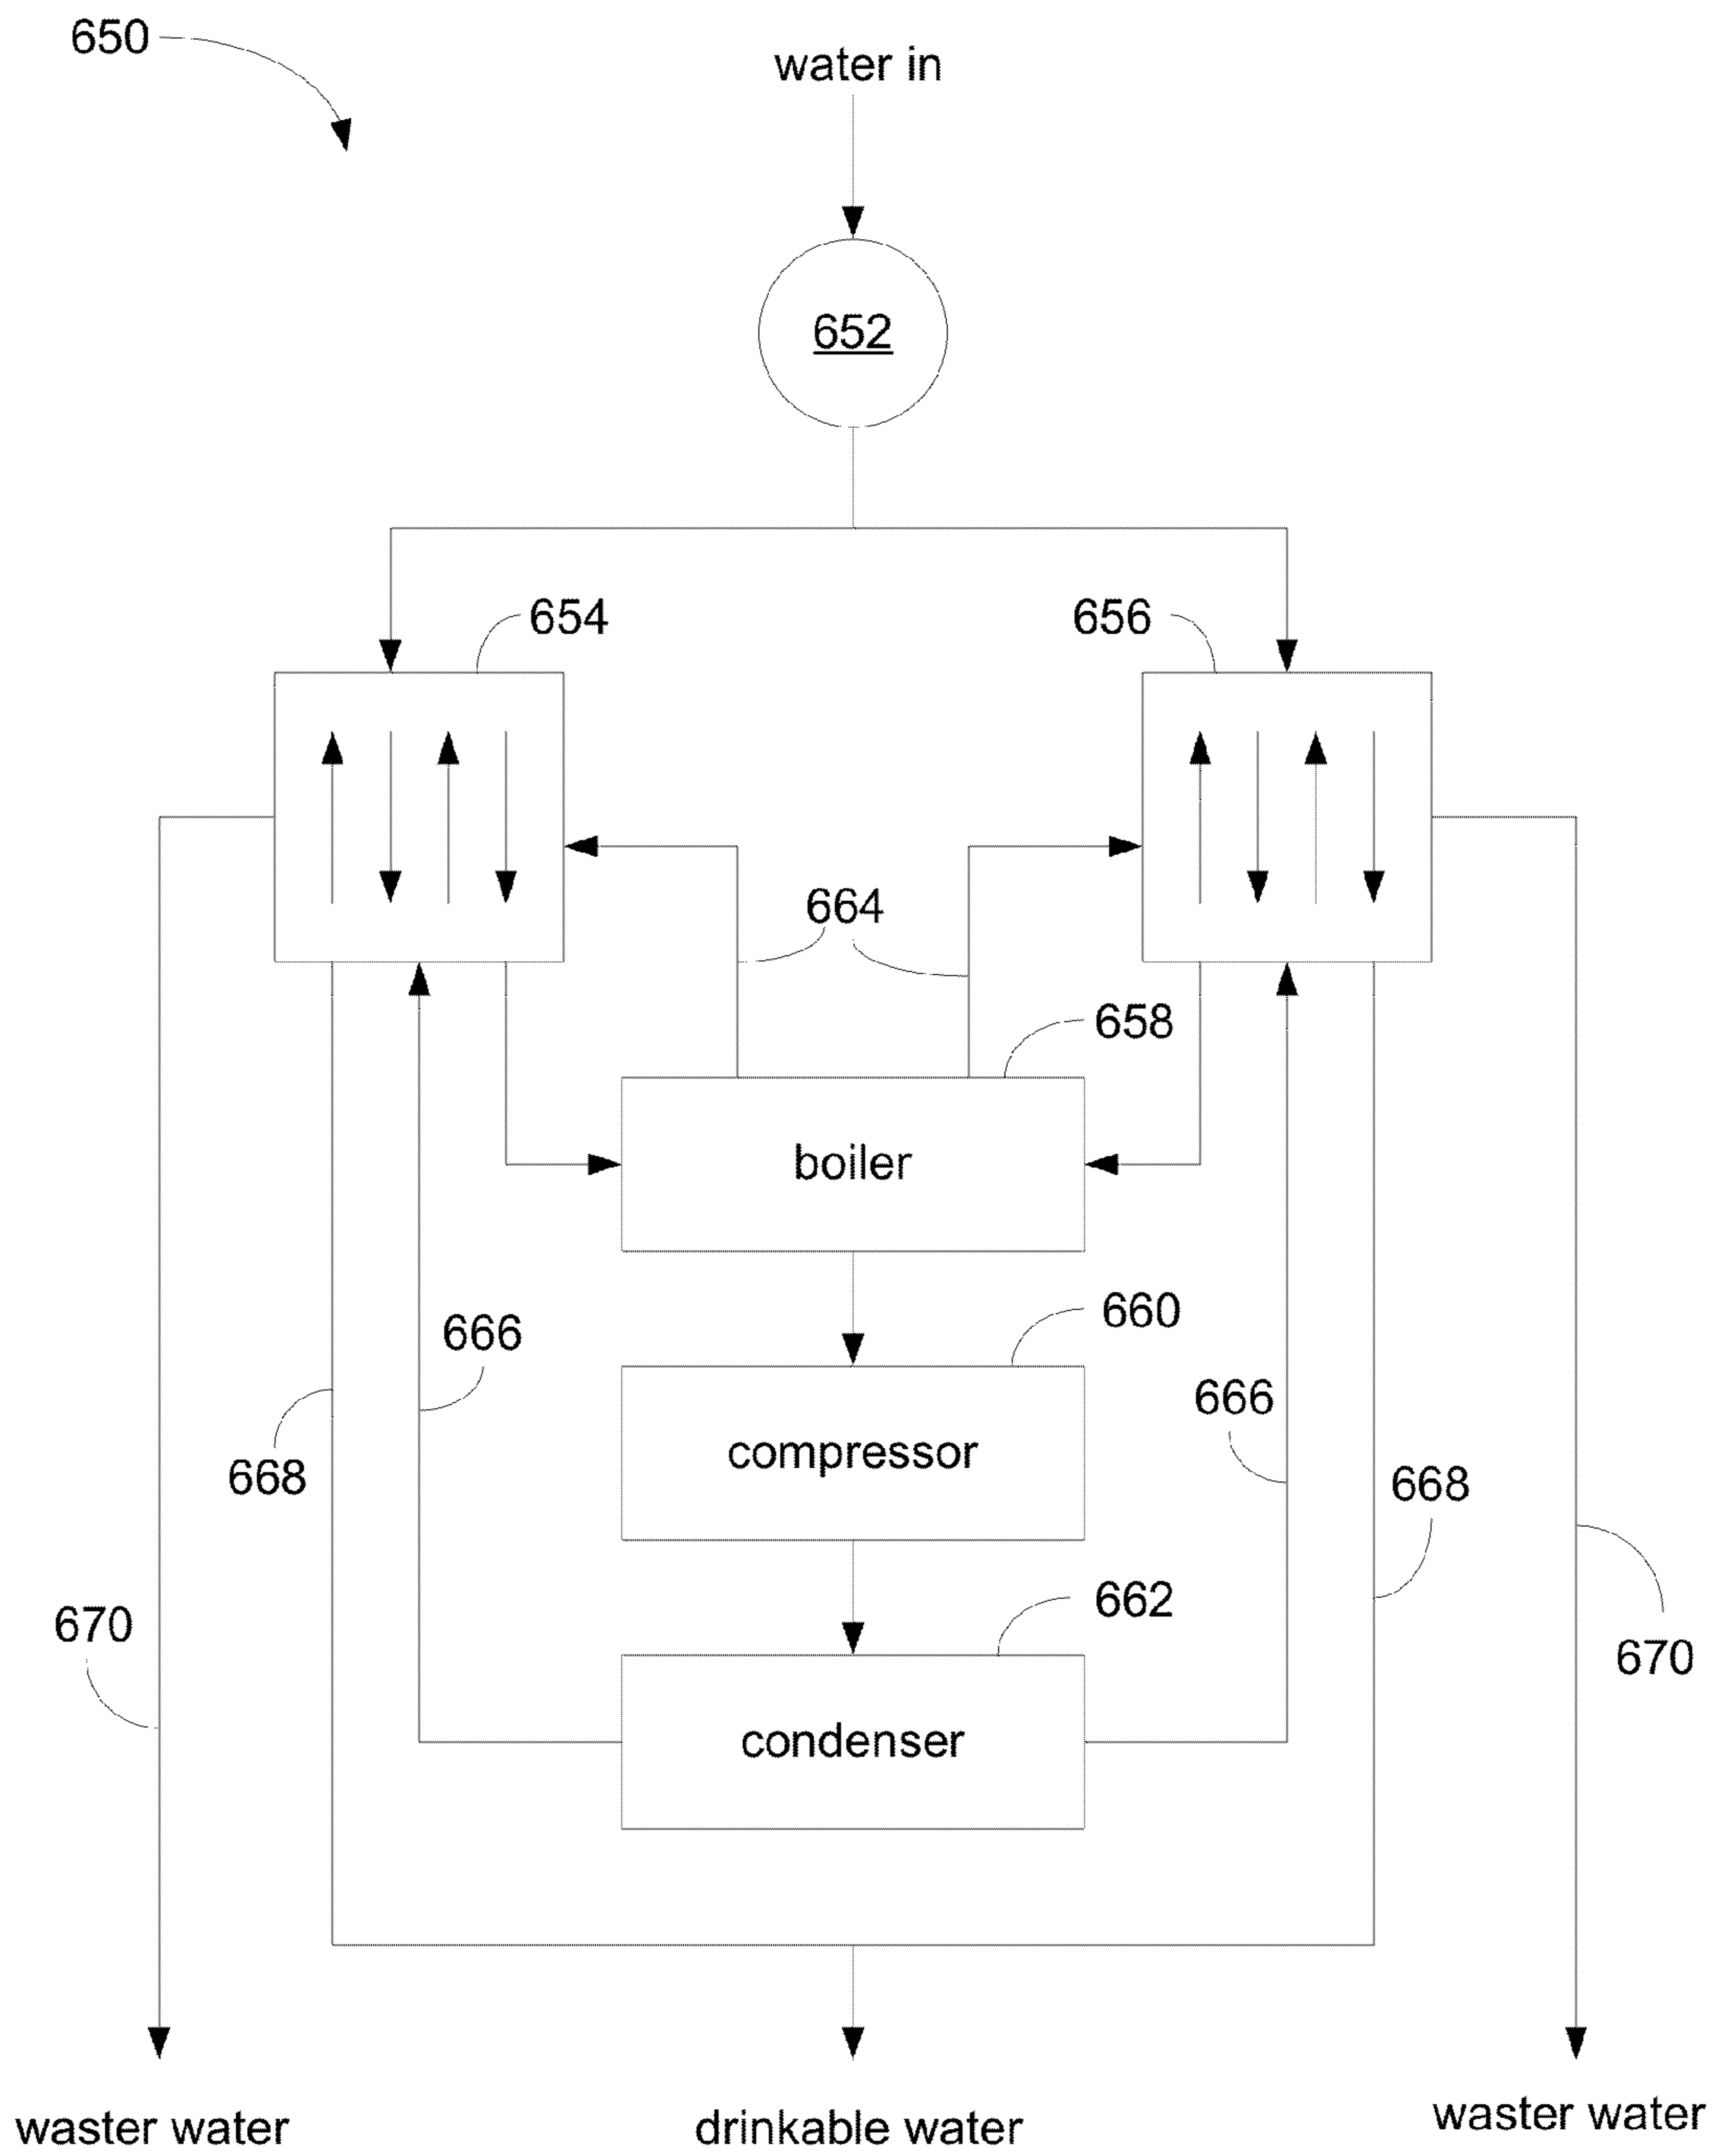 650
water in
652
654
656
664
658
boiler
660
666
compressor
666
668
668
662
670
670
condenser
waster water
drinkable water
waster water